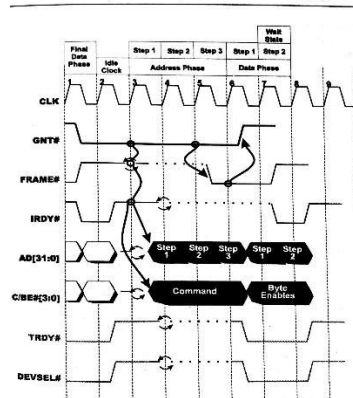 Wait
State
Final
Data
Phase
Step 1 Step 2 Step 3 Step 1 Step 2
Idle
Clock
Address Phase
Data Phase
1 2 3 4 5 6 7 8 9
CLK
GNT#
FRAME#
IRDY#
AD[31:0]
Step 1 Step 2 Step 3 Step 1 Step 2
C/BE#[3:0]
Command
Byte
Enables
TRDY#
DEVSEL#